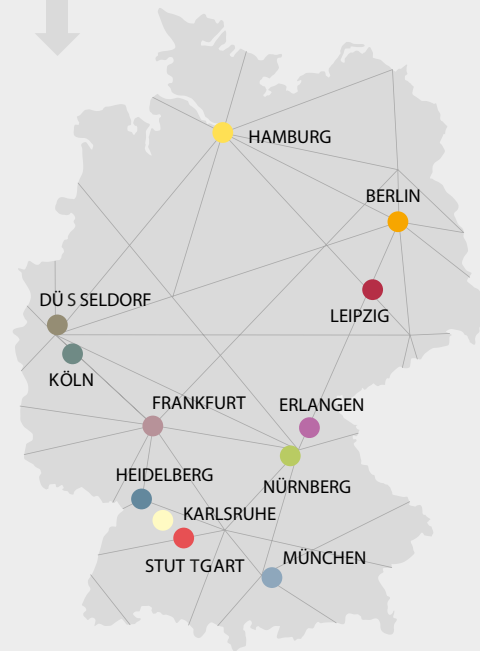 HAMBURG
BERLIN
DÜ S SELDORF
LEIPZIG
KÖLN
FRANKFURT
ERLANGEN
HEIDELBERG
NÜRNBERG
KARLSRUHE
MÜNCHEN
STUT TGART